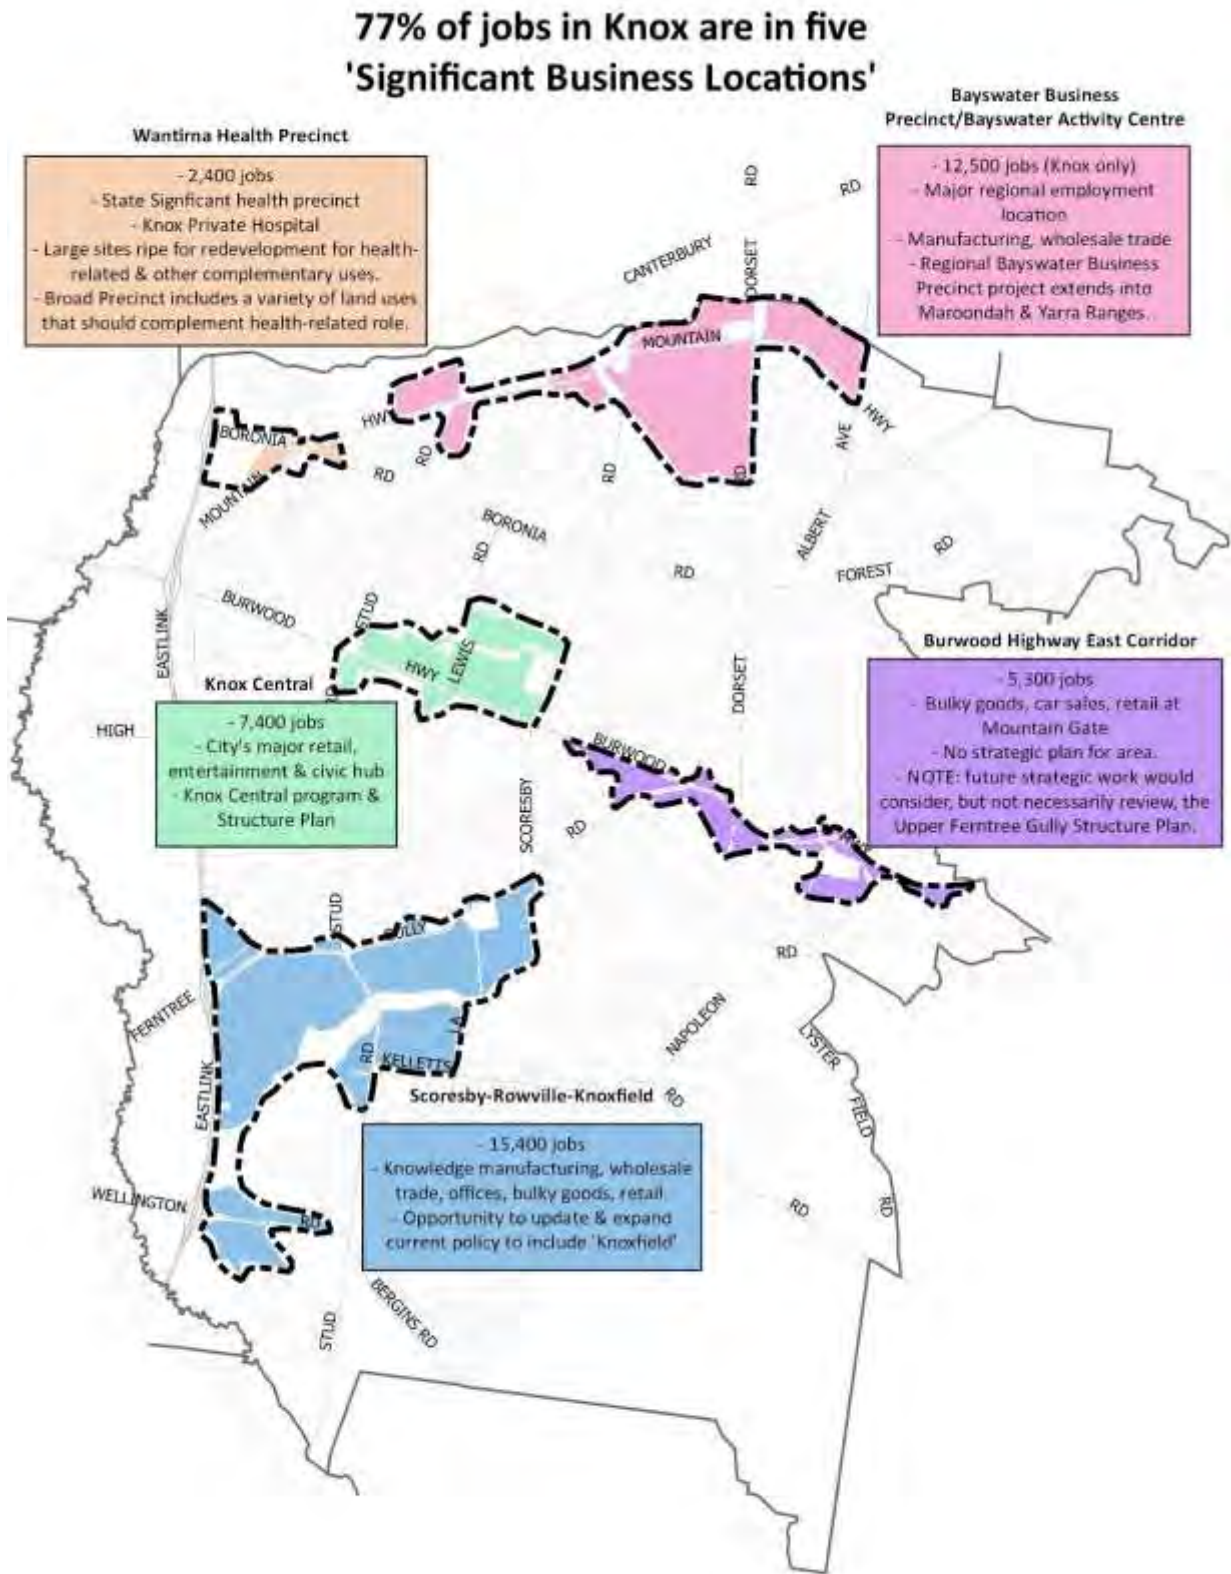 77% of jobs in Knox are in five
'Significant Business Locations'
Bayswater Business
Precinct/Bayswater Activity Centre
- 12,500 jobs (Knox only)
- Major regional employment
location
- Manufacturing, wholesale trade
- Regional Bayswater Business
Precinct project extends into
Maroondah & Yarra Ranges.
Wantirna Health Precinct
- 2,400 jobs
- State Signficant health precinct
- Knox Private Hospital
- Large sites ripe for redevelopment for health-
related & other complementary uses.
- Broad Precinct includes a variety of land uses
that should complement health-related role.
RD
RD
CANTERBURY
DORSET
MOUNTAIN
HWY
HWY
BORONIA
MOUNTAIN
RD
RD
RD
RD
AVE
BORONIA
RD
RD
ALBERT
RD
FOREST
BURWOOD
STUD
EASTLINK
HWY
LEWIS
RD
HIGH
DORSET
Burwood Highway East Corridor
- 5,300 jobs
- Bulky goods, car sales, retail at
Mountain Gate
- No strategic plan for area.
- NOTE: future strategic work would
consider, but not necessarily review, the
Upper Ferntree Gully Structure Plan.
Knox Central
- 7,400 jobs
- City's major retail,
entertainment & civic hub
- Knox Central program &
Structure Plan
BURWOOD
SCORESBY
RD
STUD
GULLY
RD
FERNTREE
NAPOLEON
LYSTER
FIELD
RD
RD
KELLETTS
EASTLINK
RD
Scoresby-Rowville-Knoxfield
- 15,400 jobs
- Knowledge manufacturing, wholesale
trade, offices, bulky goods, retail
- Opportunity to update & expand
current policy to include 'Knoxfield'
WELLINGTON
RD
RD
BERGINS RD
STUD